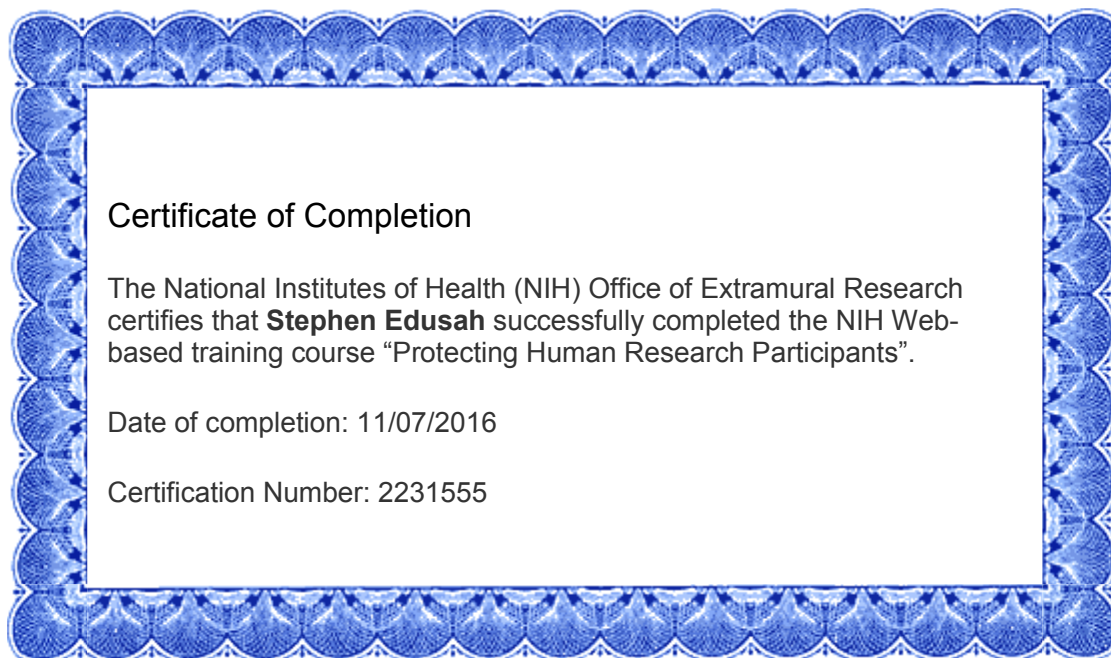 Certificate of Completion
The National Institutes of Health (NIH) Office of Extramural Research
certifies that Stephen Edusah successfully completed the NIH Web-
based training course “Protecting Human Research Participants”.
Date of completion: 11/07/2016
Certification Number: 2231555